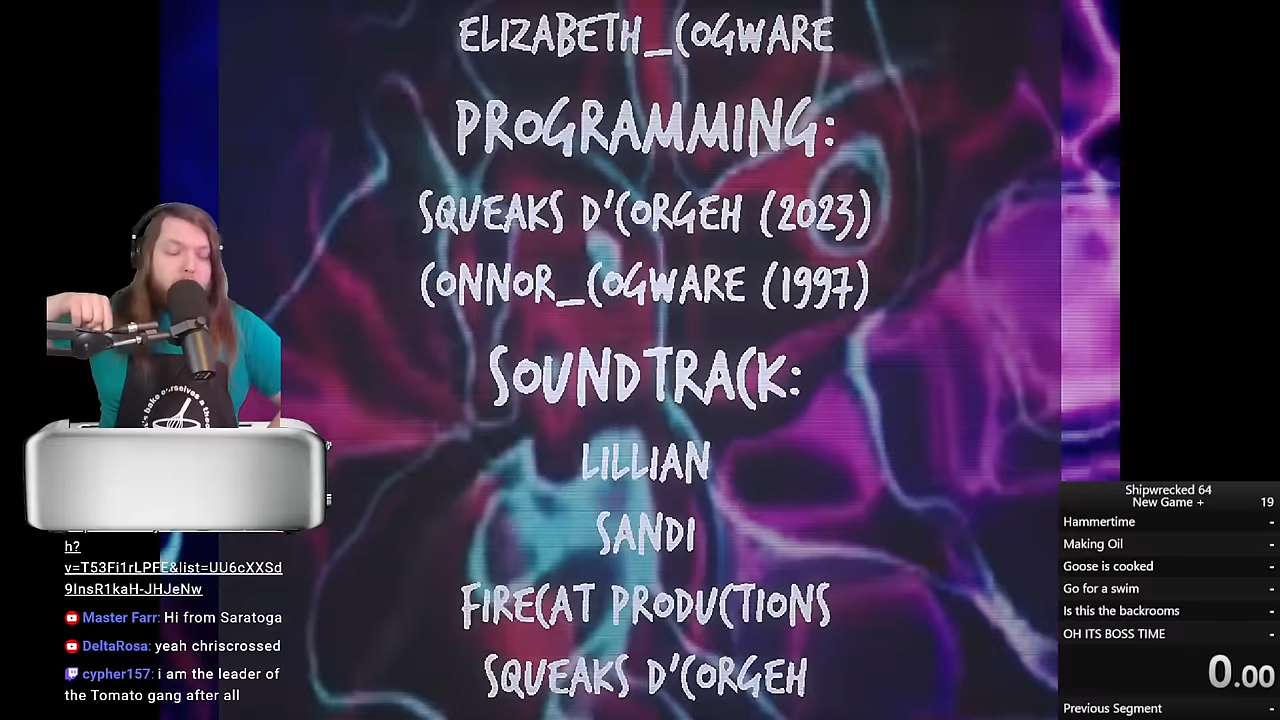 ELIZABETH_COGWARE
PROGRAMMING:
SQUEAKS D'CORGEH (2023)
CONNOR_COGWARE (1997)
SOUNDTRACK:
LILLIAN
SANDI
FIRECAT PRODUCTIONS
SQUEAKS D'CORGEH
bake ourselves a
h?
v=T53Fi1rLPFE&list=UU6cXXSd
9InsR1kaH-JHJeNw
Master Farr: Hi from Saratoga
DeltaRosa: yeah chriscrossed
cypher157: i am the leader of
the Tomato gang after all
Shipwrecked 64
New Game + 19
Hammertime -
Making Oil -
Goose is cooked -
Go for a swim -
Is this the backrooms -
OH ITS BOSS TIME -
0.00
Previous Segment -